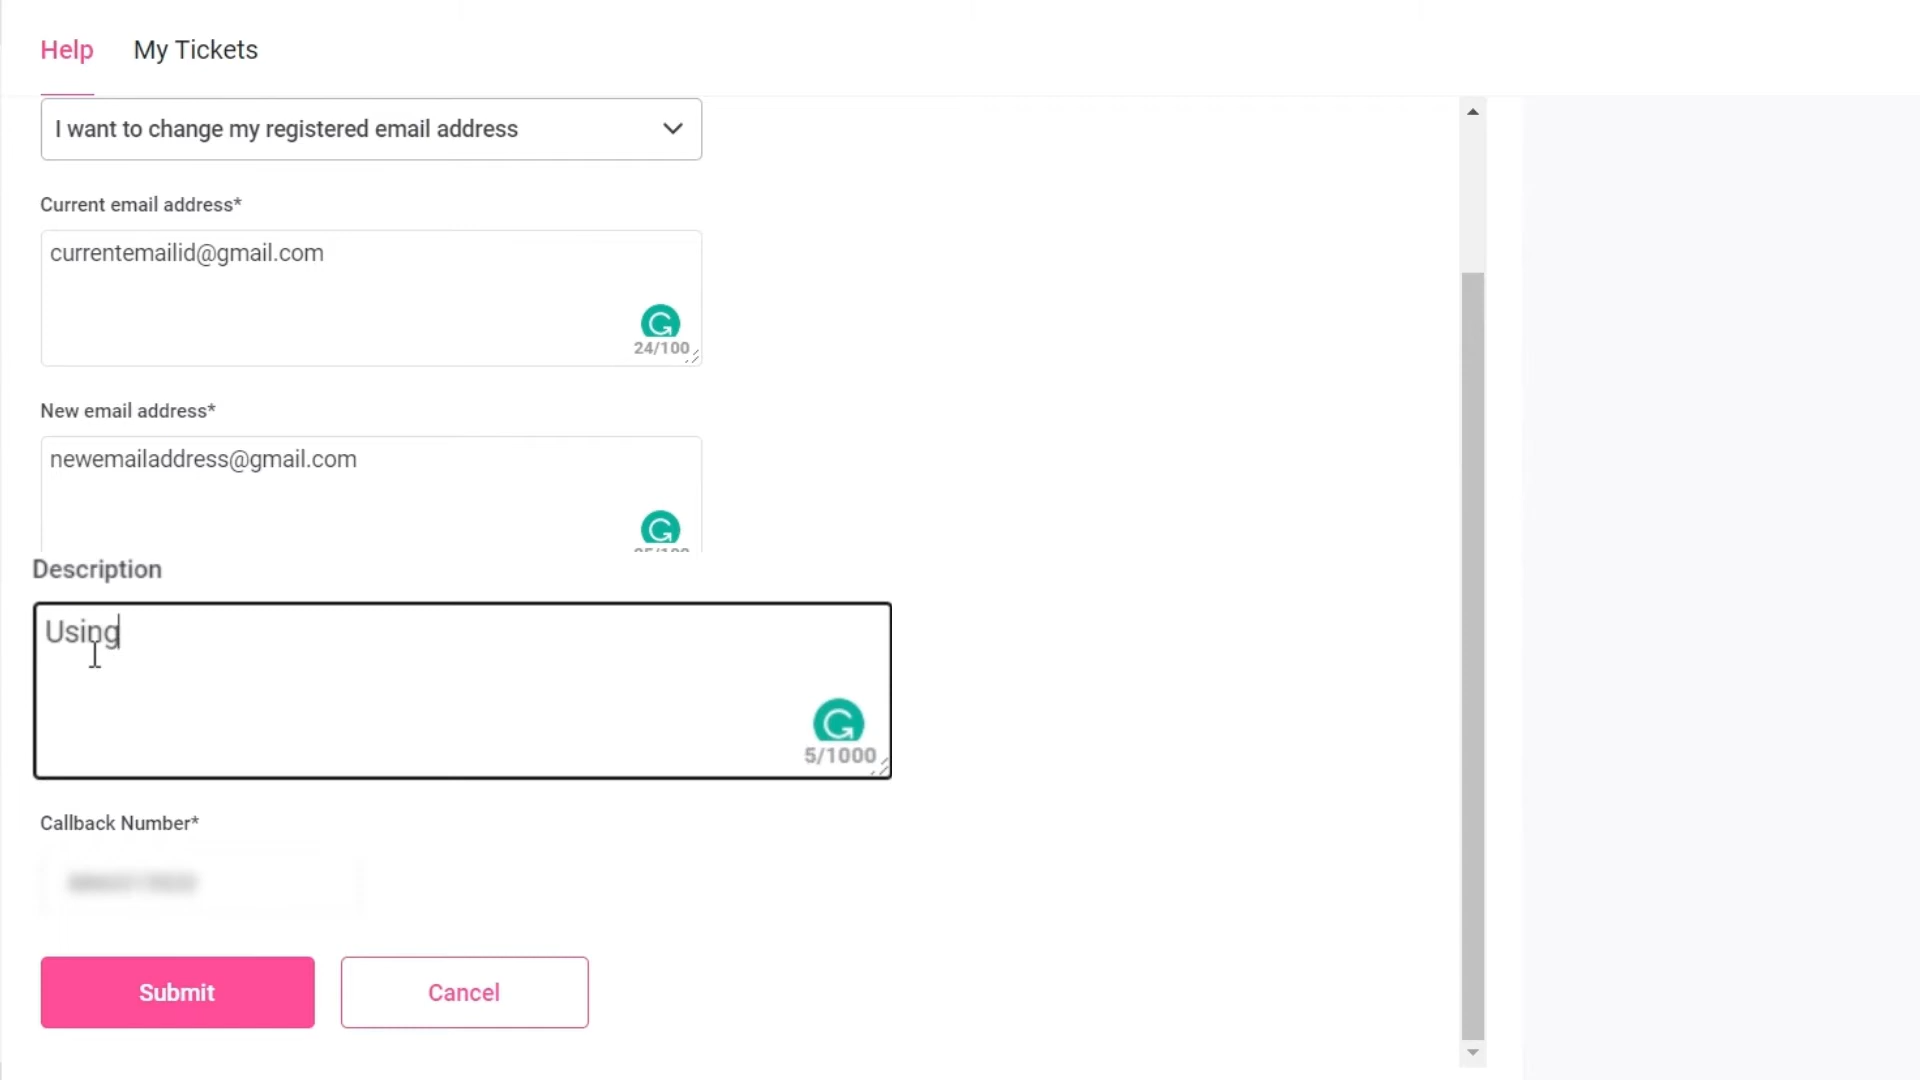 Help My Tickets
I want to change my registered email address
Current email address*
currentemailid@gmail.com
24/100
New email address*
newemailaddress@gmail.com
Description
Using
5/1000
Callback Number*
Submit Cancel